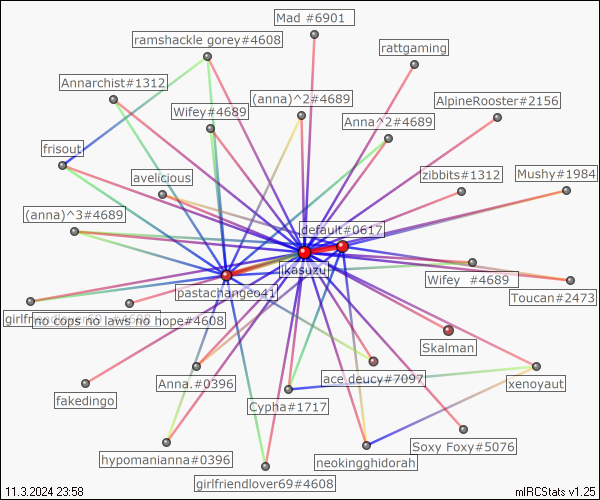 Mad #6901
ramshackle gorey#4608
rattgaming
Annarchist#1312
(anna)^2#4689
AlpineRooster#2156
Wifey#4689
Anna^2#4689
frisout
avelicious
zibbits#1312
Mushy#1984
(anna)^3#4689
default#0617
ikasuzu
Wifey #4689
pastachangeo41
Toucan#2473
no cops no laws no hope#4608
Skalman
Anna.#0396
ace deucy#7097
xenoyaut
fakedingo
Cypha#1717
Soxy Foxy#5076
hypomanianna#0396
neokingghidorah
girlfriendlover69#4608
11.3.2024 23:58
mIRCStats v1.25